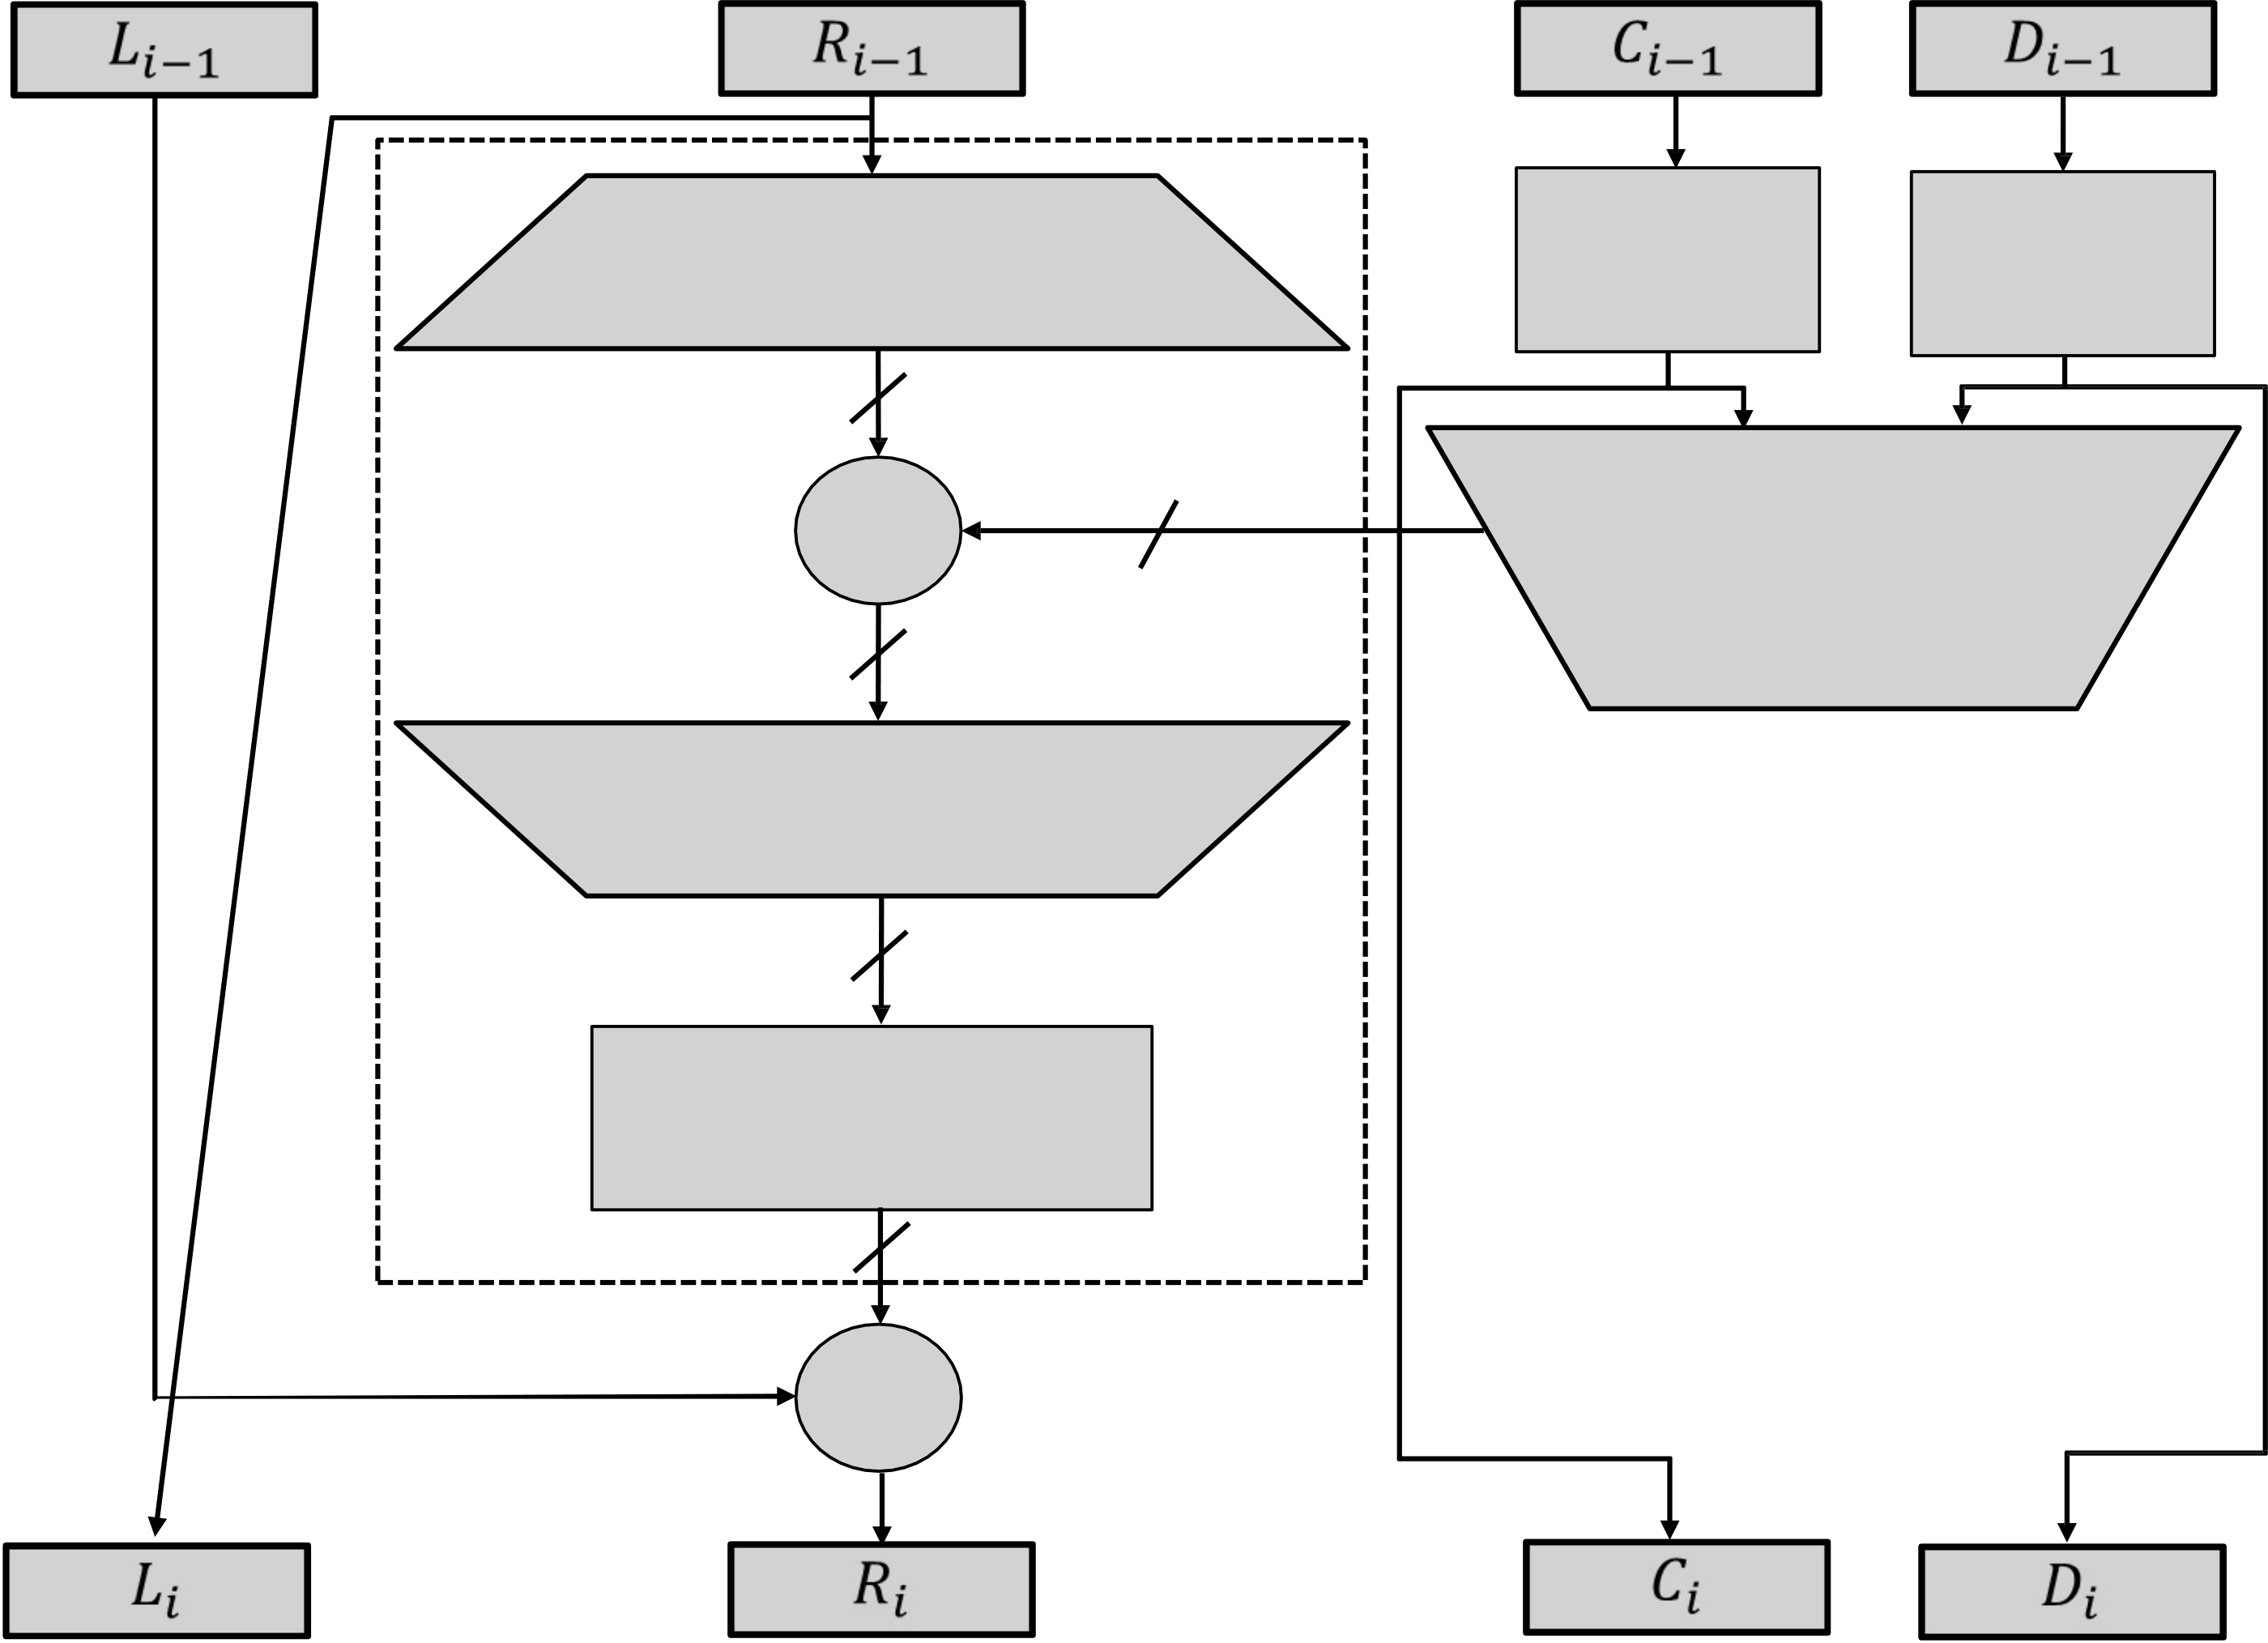 L_{i-1} R_{i-1} C_{i-1} D_{i-1}
L_i R_i C_i D_i